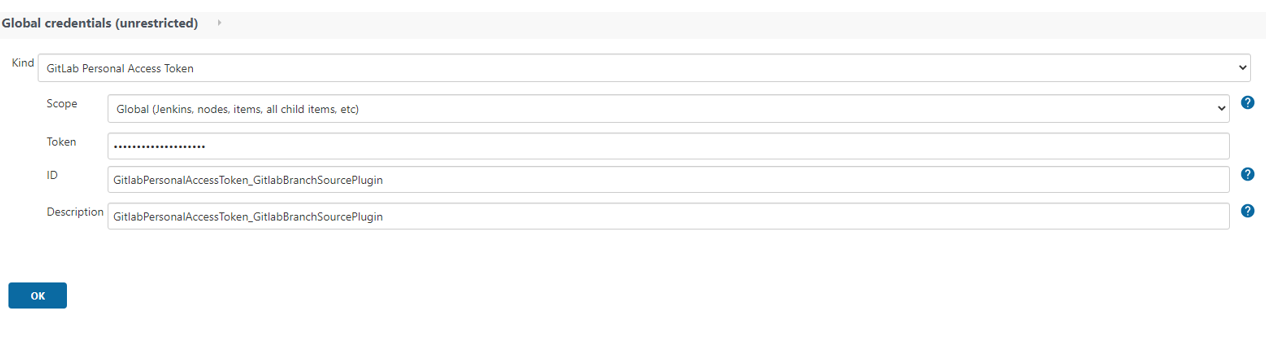 Global credentials (unrestricted)
Kind GitLab Personal Access Token
Scope Global (Jenkins, nodes, items, all child items, etc)
Token ••••••••••••••••••••
ID GitlabPersonalAccessToken_GitlabBranchSourcePlugin
Description GitlabPersonalAccessToken_GitlabBranchSourcePlugin
OK